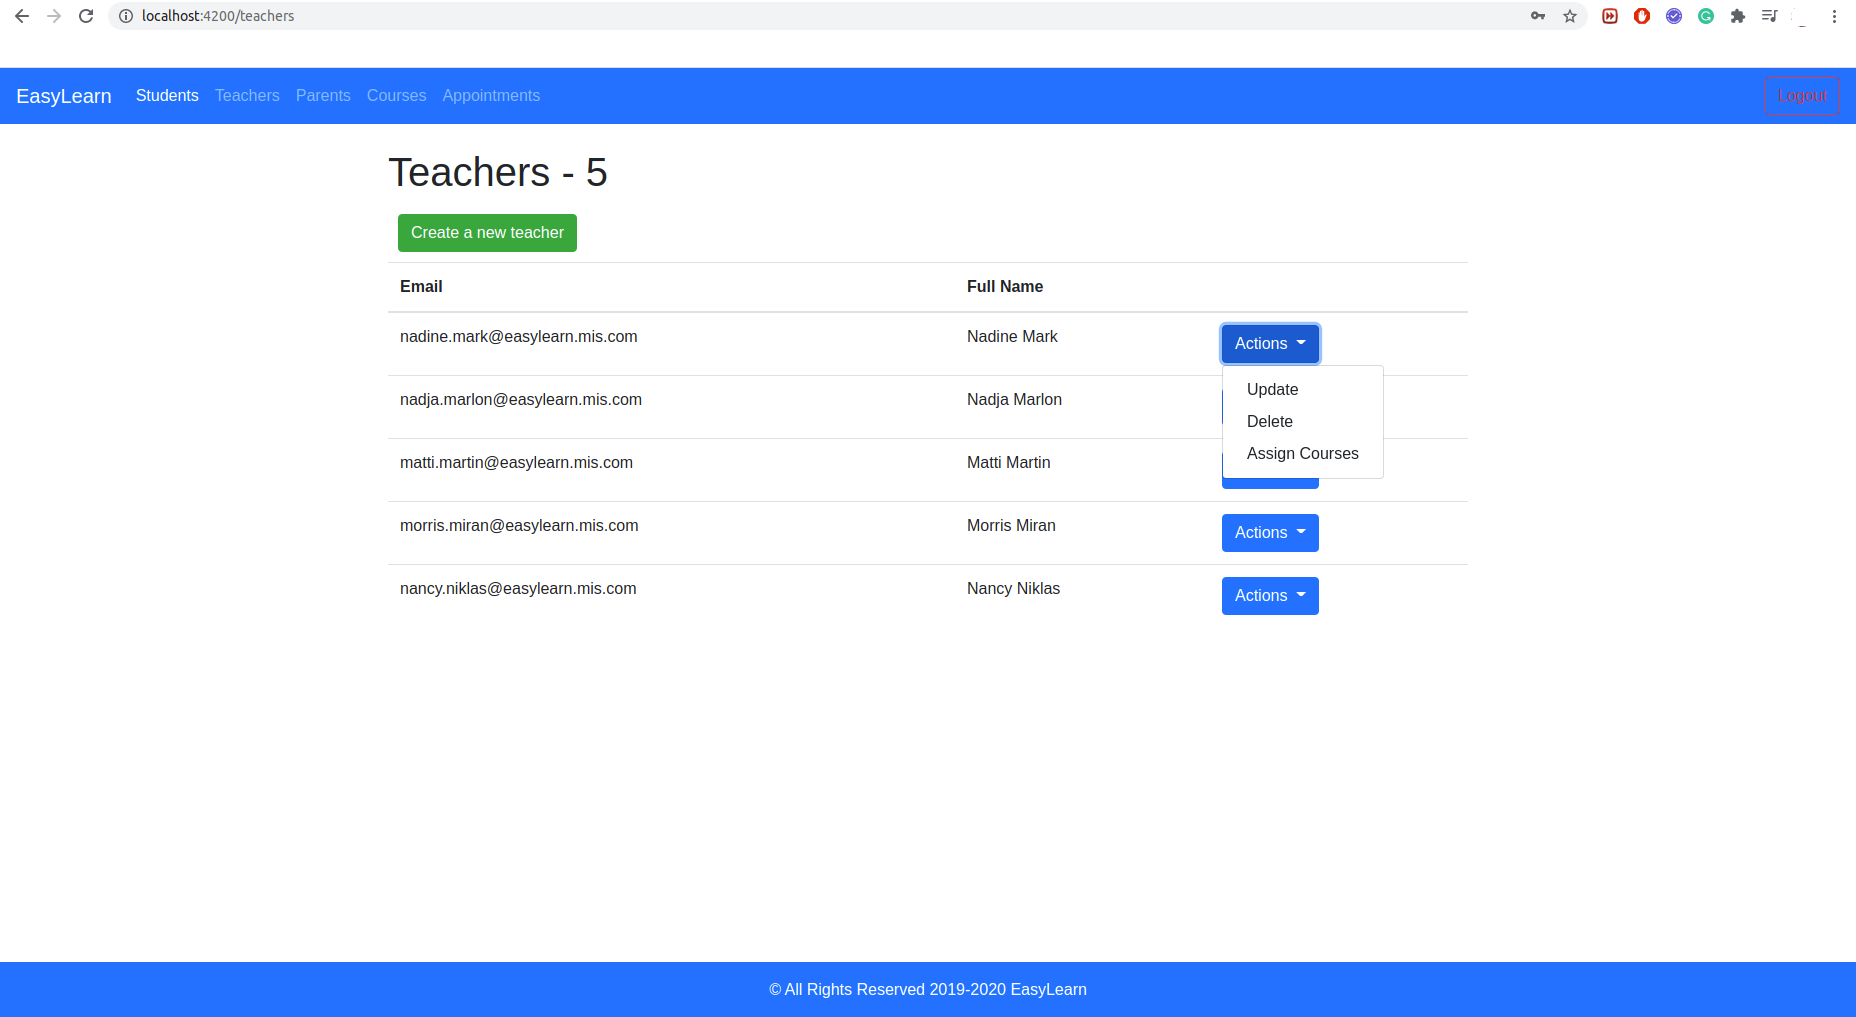 localhost:4200/teachers
EasyLearn Students Teachers Parents Courses Appointments Logout
Teachers - 5
Create a new teacher
Email Full Name
nadine.mark@easylearn.mis.com Nadine Mark Actions
Update
nadja.marlon@easylearn.mis.com Nadja Marlon
Delete
Assign Courses
matti.martin@easylearn.mis.com Matti Martin
morris.miran@easylearn.mis.com Morris Miran Actions
nancy.niklas@easylearn.mis.com Nancy Niklas Actions
© All Rights Reserved 2019-2020 EasyLearn